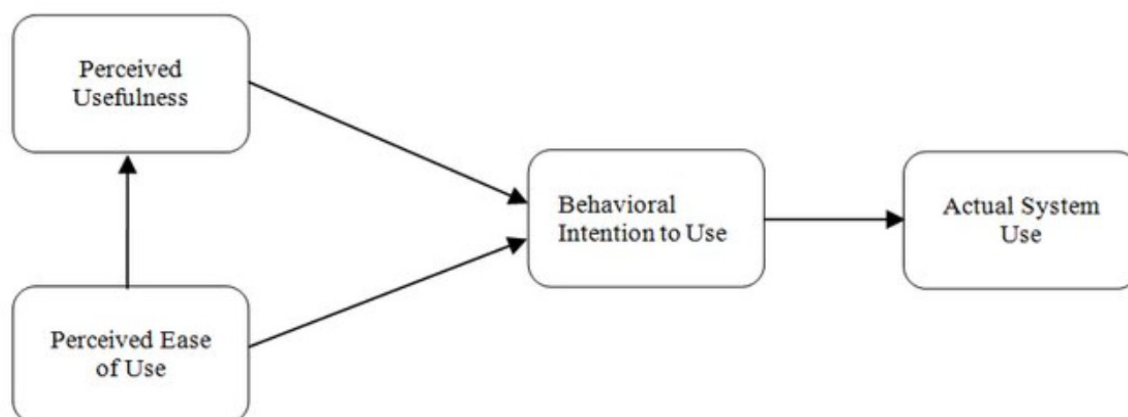 Perceived
Usefulness
Behavioral
Intention to Use
Actual System
Use
Perceived Ease
of Use